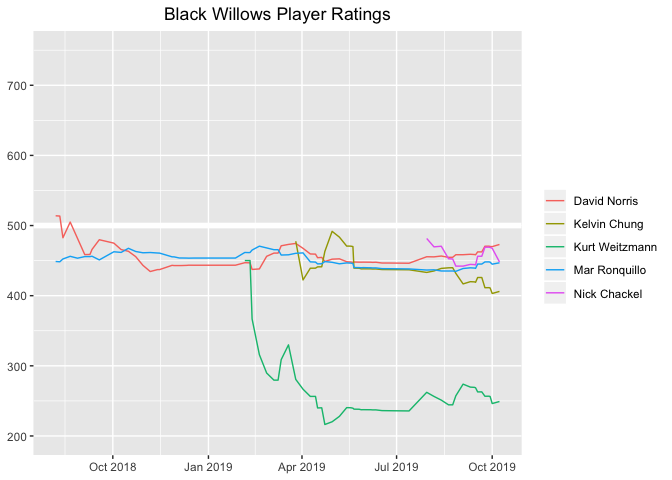 Black Willows Player Ratings
700
600
500
400
300
200
Oct 2018
Jan 2019
Apr 2019
Jul 2019
Oct 2019
David Norris
Kelvin Chung
Kurt Weitzmann
Mar Ronquillo
Nick Chackel